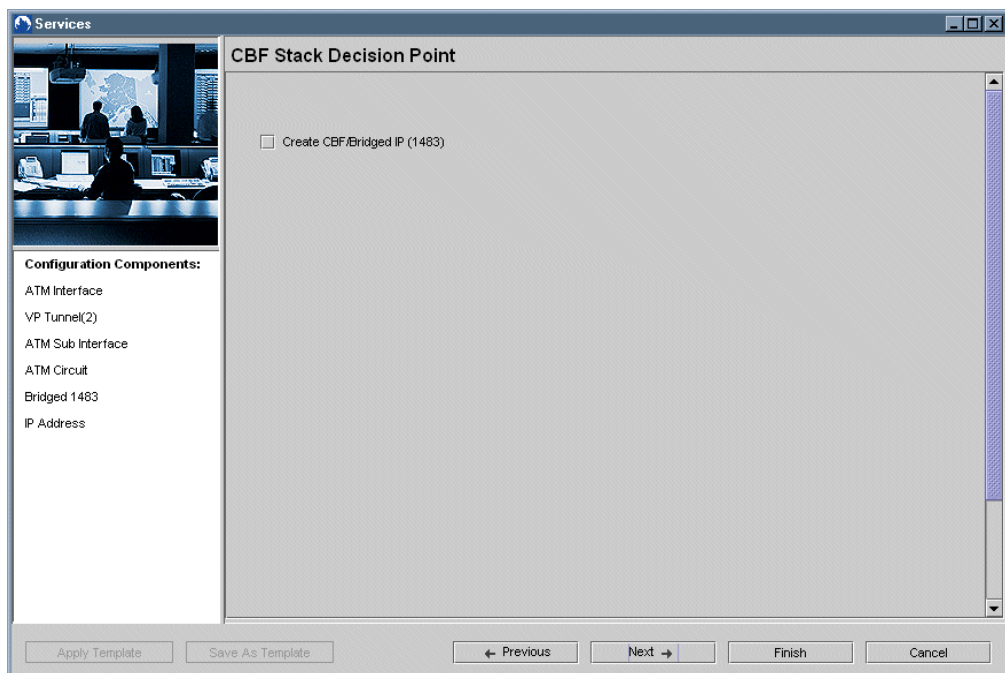 Services
CBF Stack Decision Point
Create CBF/Bridged IP (1483)
Configuration Components:
ATM Interface
VP Tunnel(2)
ATM Sub Interface
ATM Circuit
Bridged 1483
IP Address
Apply Template
Save As Template
Previous
Next
Finish
Cancel